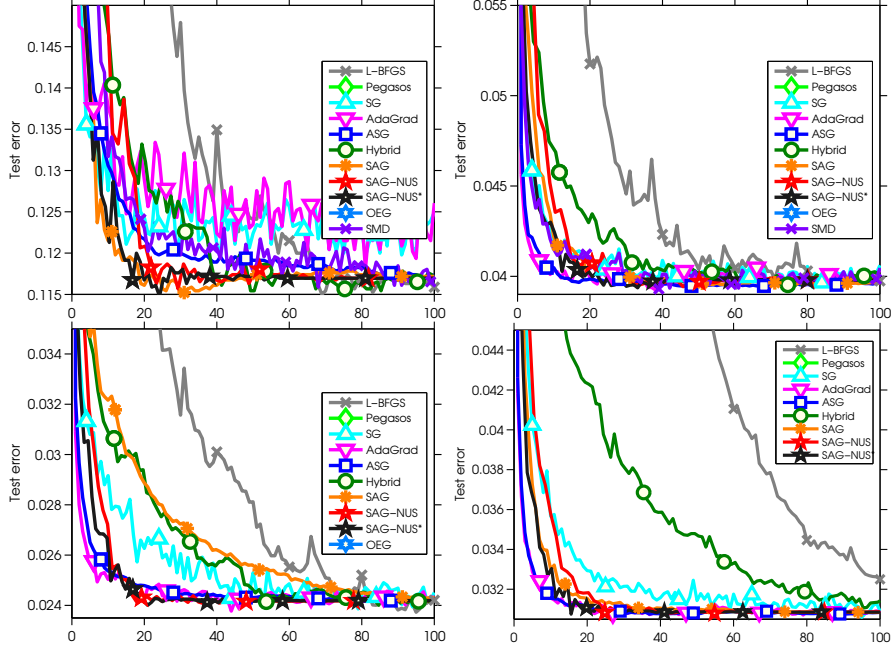 0.145
0.14
0.135
0.13
0.125
0.12
0.115
Test error
L-BFGS
Pegasos
SG
AdaGrad
ASG
Hybrid
SAG
SAG-NUS
SAG-NUS*
OEG
SMD
0 20 40 60 80 100
0.055
0.05
0.045
0.04
Test error
L-BFGS
Pegasos
SG
AdaGrad
ASG
Hybrid
SAG
SAG-NUS
SAG-NUS*
OEG
SMD
0 20 40 60 80 100
0.034
0.032
0.03
0.028
0.026
0.024
Test error
L-BFGS
Pegasos
SG
AdaGrad
ASG
Hybrid
SAG
SAG-NUS
SAG-NUS*
OEG
0 20 40 60 80 100
0.044
0.042
0.04
0.038
0.036
0.034
0.032
Test error
L-BFGS
Pegasos
SG
AdaGrad
ASG
Hybrid
SAG
SAG-NUS
SAG-NUS*
0 20 40 60 80 100